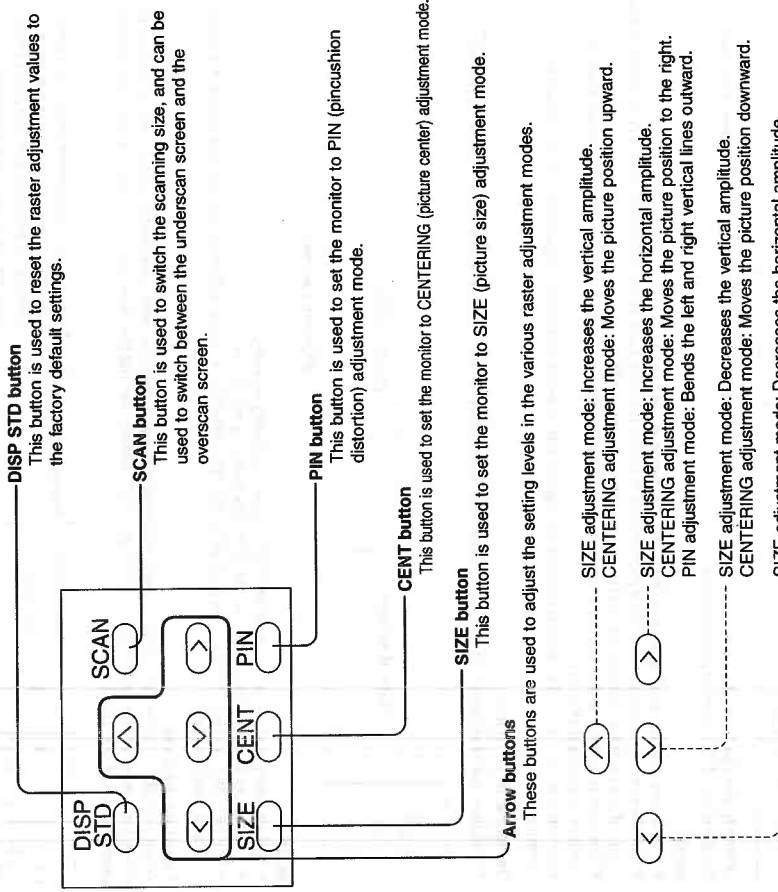 DISP STD button
This button is used to reset the raster adjustment values to
the factory default settings.
SCAN button
This button is used to switch the scanning size, and can be
used to switch between the underscan screen and the
overscan screen.
PIN button
This button is used to set the monitor to PIN (pincushion
distortion) adjustment mode.
CENT button
This button is used to set the monitor to CENTERING (picture center) adjustment mode.
SIZE button
This button is used to set the monitor to SIZE (picture size) adjustment mode.
Arrow buttons
These buttons are used to adjust the setting levels in the various raster adjustment modes.
DISP
STD
SCAN
SIZE CENT PIN
SIZE adjustment mode: Increases the vertical amplitude.
CENTERING adjustment mode: Moves the picture position upward.
SIZE adjustment mode: Increases the horizontal amplitude.
CENTERING adjustment mode: Moves the picture position to the right.
PIN adjustment mode: Bends the left and right vertical lines outward.
SIZE adjustment mode: Decreases the vertical amplitude.
CENTERING adjustment mode: Moves the picture position downward.
SIZE adjustment mode: Decreases the horizontal amplitude.